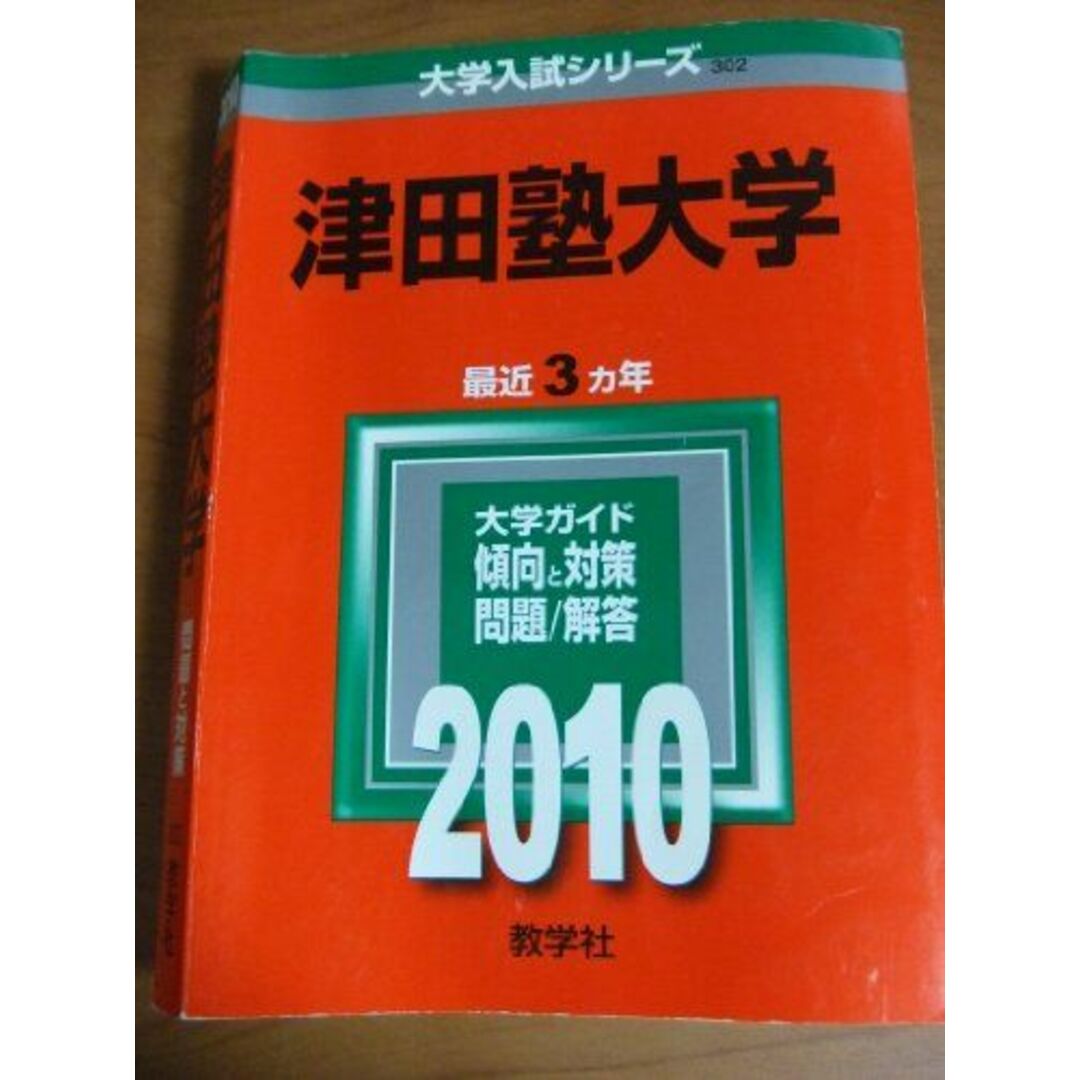 大学入試シリーズ 302
津田塾大学
最近 3 カ年
大学ガイド
傾向と対策
問題/解答
2010
教学社